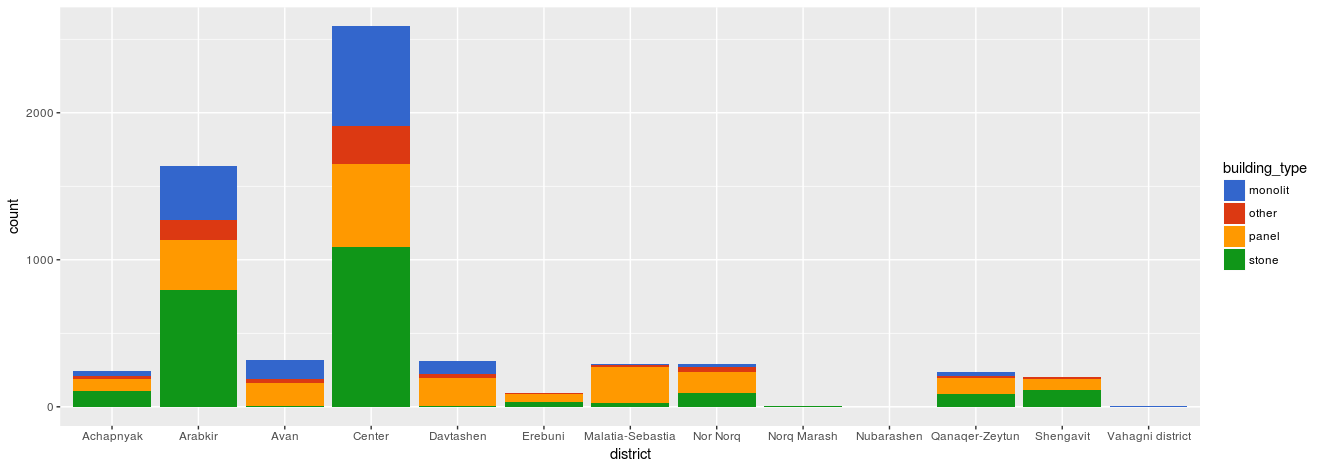 count
2000
1000
0
Achapnyak Arabkir Avan Center Davtashen Erebuni Malatia-Sebastia Nor Norq Norq Marash Nubarashen Qanaqer-Zeytun Shengavit Vahagni district
district
building_type
monolit
other
panel
stone